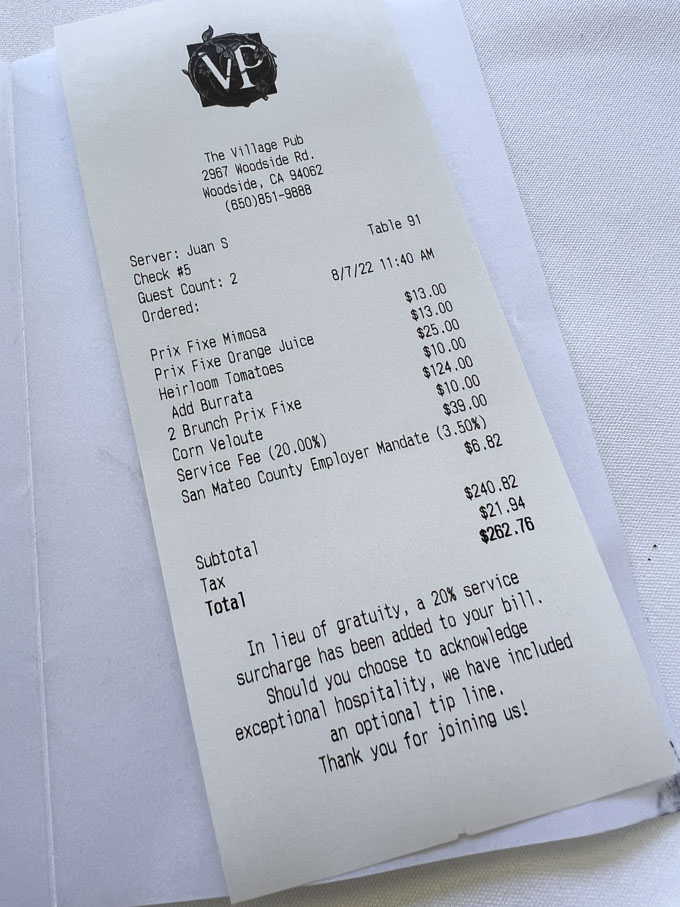 VP
The Village Pub
2967 Woodside Rd.
Woodside, CA 94062
(650)851-9888
Server: Juan S
Table 91
Check #5
Guest Count: 2
8/7/22 11:40 AM
Ordered:
Prix Fixe Mimosa $13.00
Prix Fixe Orange Juice $13.00
Heirloom Tomatoes $25.00
Add Burrata $10.00
2 Brunch Prix Fixe $124.00
Corn Veloute $10.00
Service Fee (20.00%) $39.00
San Mateo County Employer Mandate (3.50%)
$6.82
Subtotal $240.82
Tax $21.94
Total $262.76
In lieu of gratuity, a 20% service
surcharge has been added to your bill.
Should you choose to acknowledge
exceptional hospitality, we have included
an optional tip line.
Thank you for joining us!